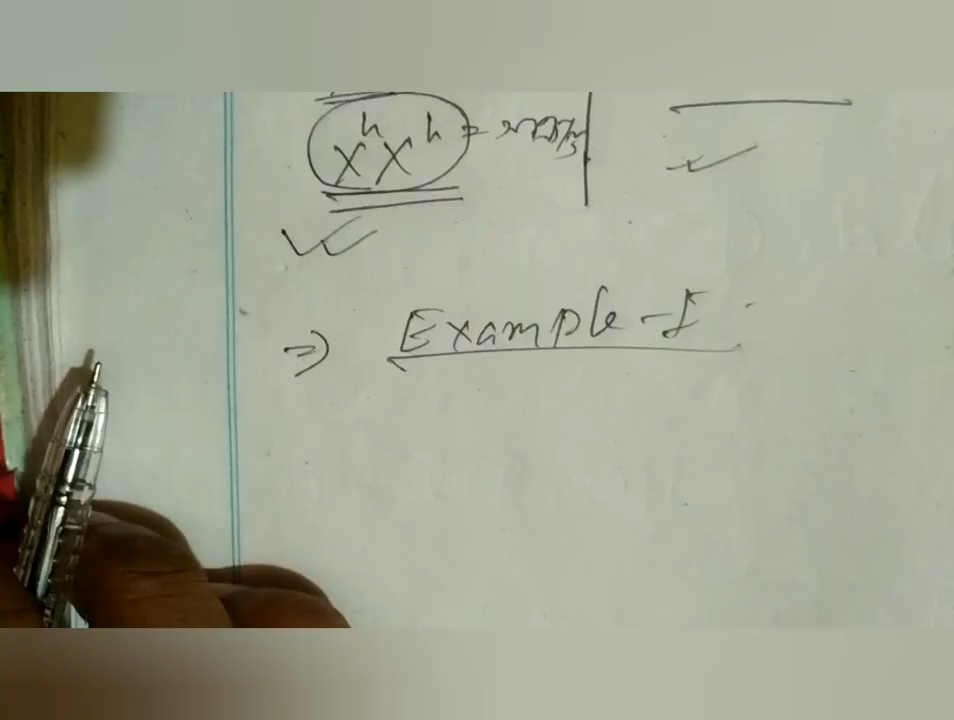 XʰXʰ =
⇒ Example-I